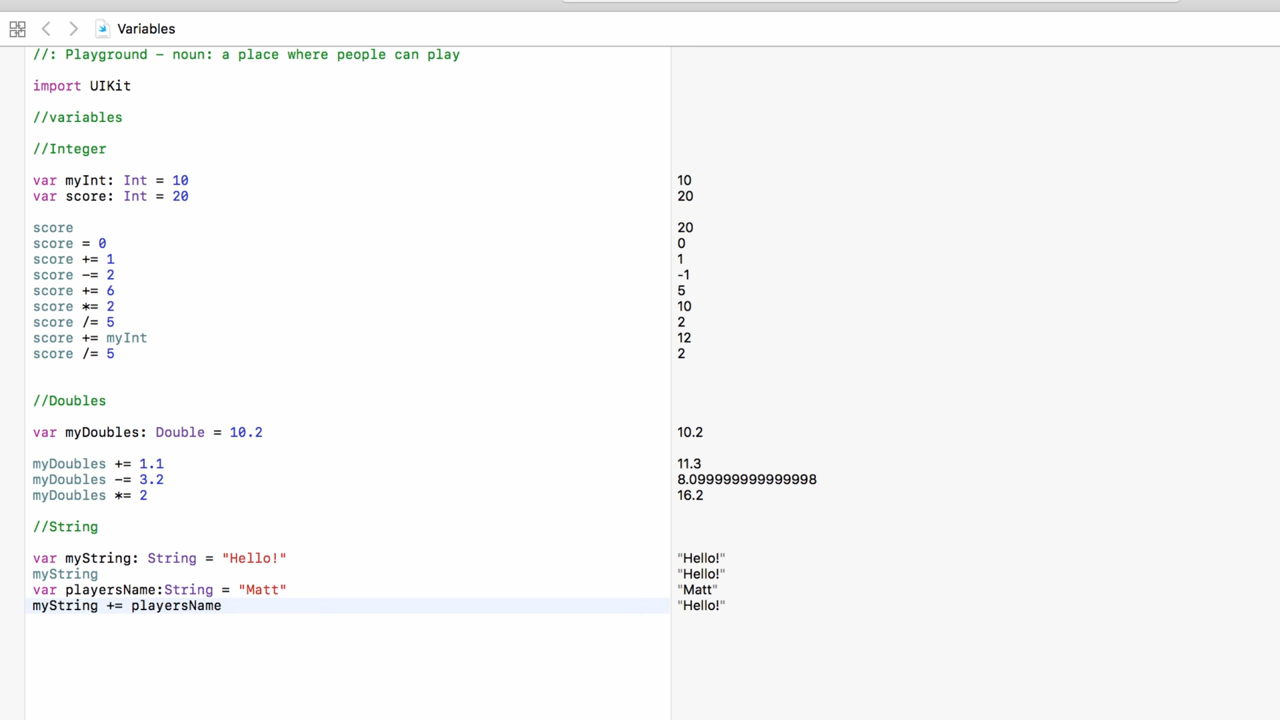 Variables
//: Playground – noun: a place where people can play
import UIKit
//variables
//Integer
var myInt: Int = 10 10
var score: Int = 20 20
score 20
score = 0 0
score += 1 1
score -= 2 -1
score += 6 5
score *= 2 10
score /= 5 2
score += myInt 12
score /= 5 2
//Doubles
var myDoubles: Double = 10.2 10.2
myDoubles += 1.1 11.3
myDoubles -= 3.2 8.099999999999998
myDoubles *= 2 16.2
//String
var myString: String = "Hello!" "Hello!"
myString "Hello!"
var playersName:String = "Matt" "Matt"
myString += playersName "Hello!"